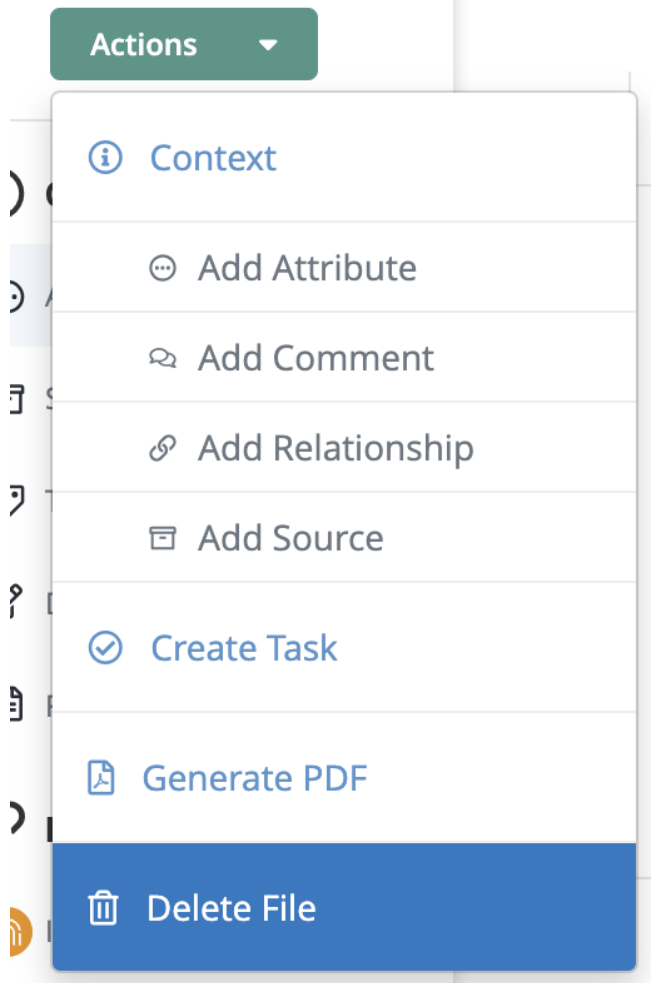 Actions
Context
Add Attribute
Add Comment
Add Relationship
Add Source
Create Task
Generate PDF
Delete File